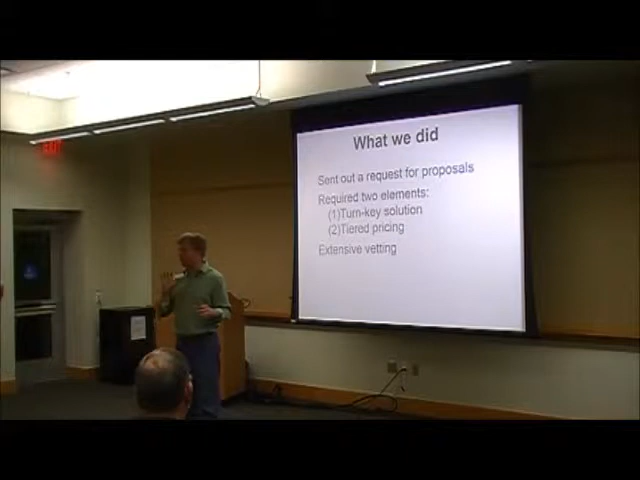 EXIT
What we did
Sent out a request for proposals
Required two elements:
(1)Turn-key solution
(2)Tiered pricing
Extensive vetting